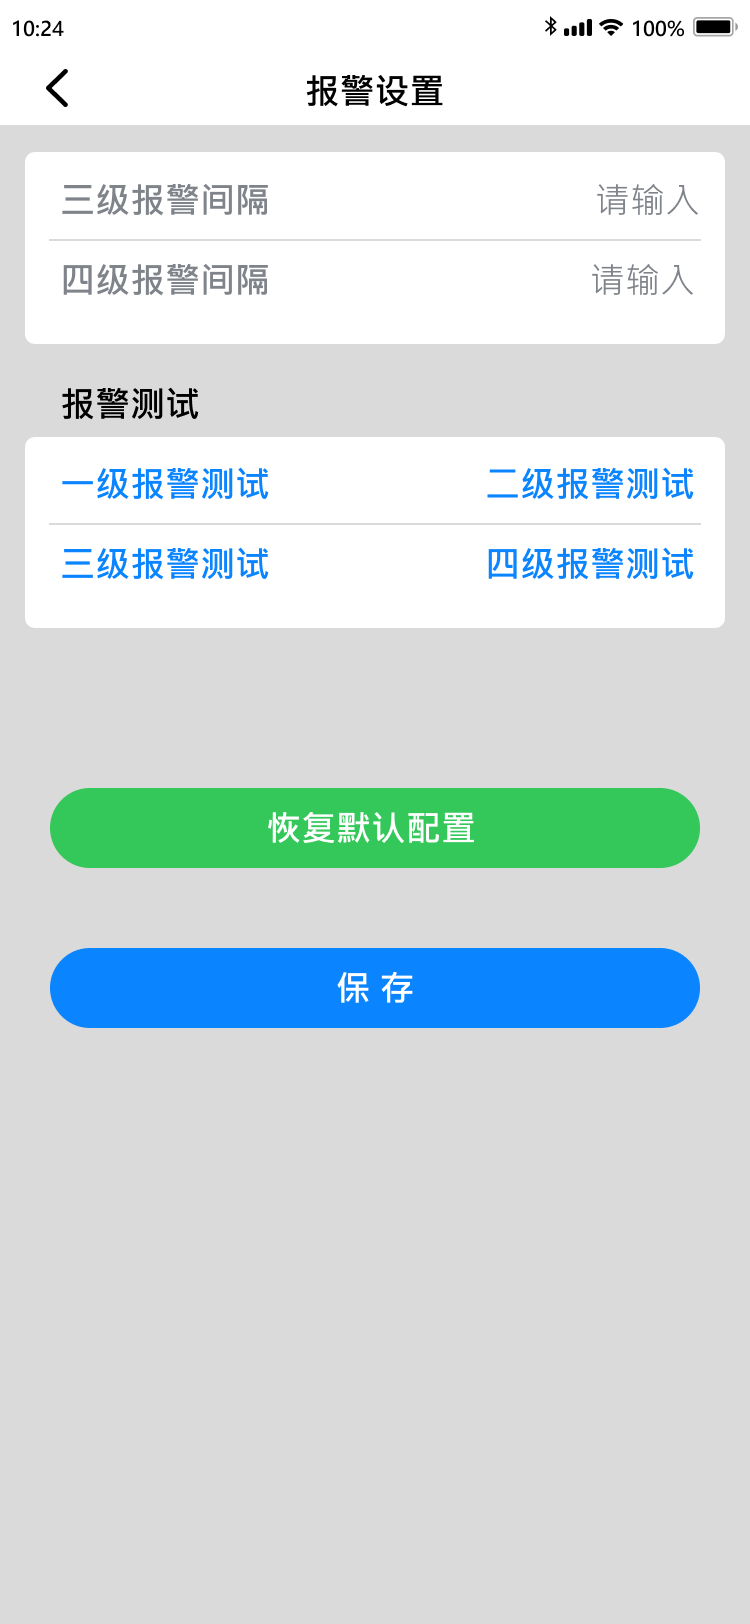 10:24 100%
报警设置
三级报警间隔 请输入
四级报警间隔 请输入
报警测试
一级报警测试 二级报警测试
三级报警测试 四级报警测试
恢复默认配置
保 存